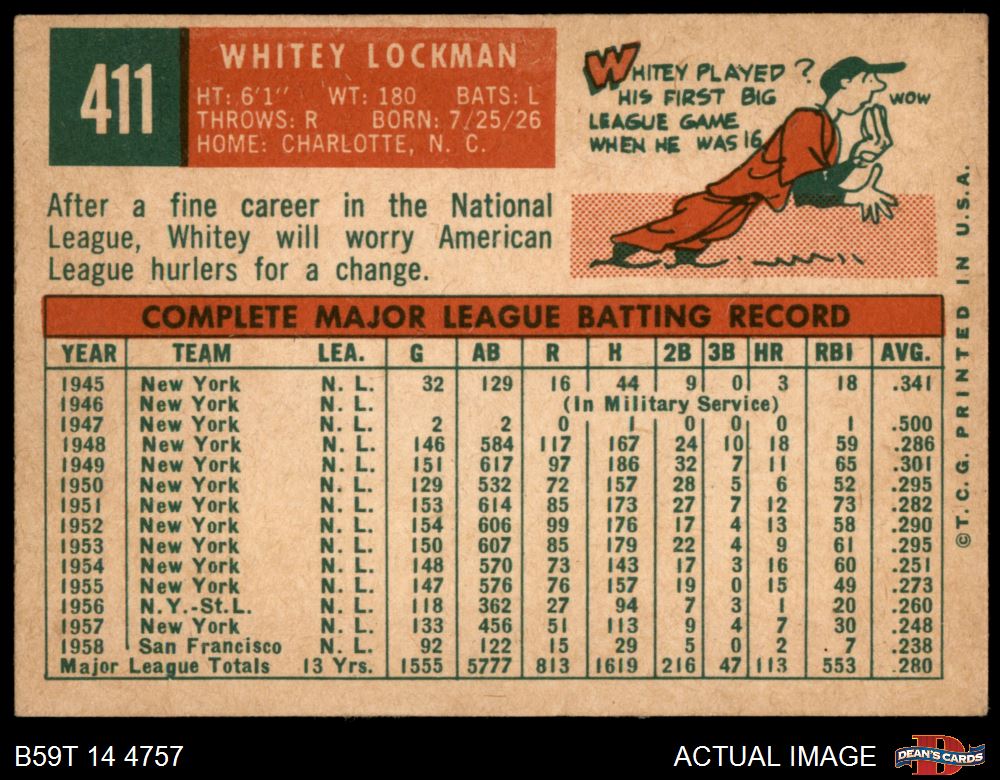 411
WHITEY LOCKMAN
HT: 6'1" WT: 180 BATS: L
THROWS: R BORN: 7/25/26
HOME: CHARLOTTE, N. C.
WHITEY PLAYED ?
HIS FIRST BIG
LEAGUE GAME
WHEN HE WAS 16
WOW
After a fine career in the National
League, Whitey will worry American
League hurlers for a change.
COMPLETE MAJOR LEAGUE BATTING RECORD
YEAR TEAM LEA. G AB R H 2B 3B HR RBI AVG.
1945 New York N. L. 32 129 16 44 9 0 3 18 .341
1946 New York N. L. (In Military Service)
1947 New York N. L. 2 2 0 1 0 0 0 1 .500
1948 New York N. L. 146 584 117 167 24 10 18 59 .286
1949 New York N. L. 151 617 97 186 32 7 11 65 .301
1950 New York N. L. 129 532 72 157 28 5 6 52 .295
1951 New York N. L. 153 614 85 173 27 7 12 73 .282
1952 New York N. L. 154 606 99 176 17 4 13 58 .290
1953 New York N. L. 150 607 85 179 22 4 9 61 .295
1954 New York N. L. 148 570 73 143 17 3 16 60 .251
1955 New York N. L. 147 576 76 157 19 0 15 49 .273
1956 N.Y.-St.L. N. L. 118 362 27 94 7 3 1 20 .260
1957 New York N. L. 133 456 51 113 9 4 7 30 .248
1958 San Francisco N. L. 92 122 15 29 5 0 2 7 .238
Major League Totals 13 Yrs. 1555 5777 813 1619 216 47 113 553 .280
©T. C. G. PRINTED IN U.S.A.
B59T 14 4757
ACTUAL IMAGE
D
DEAN'S CARDS